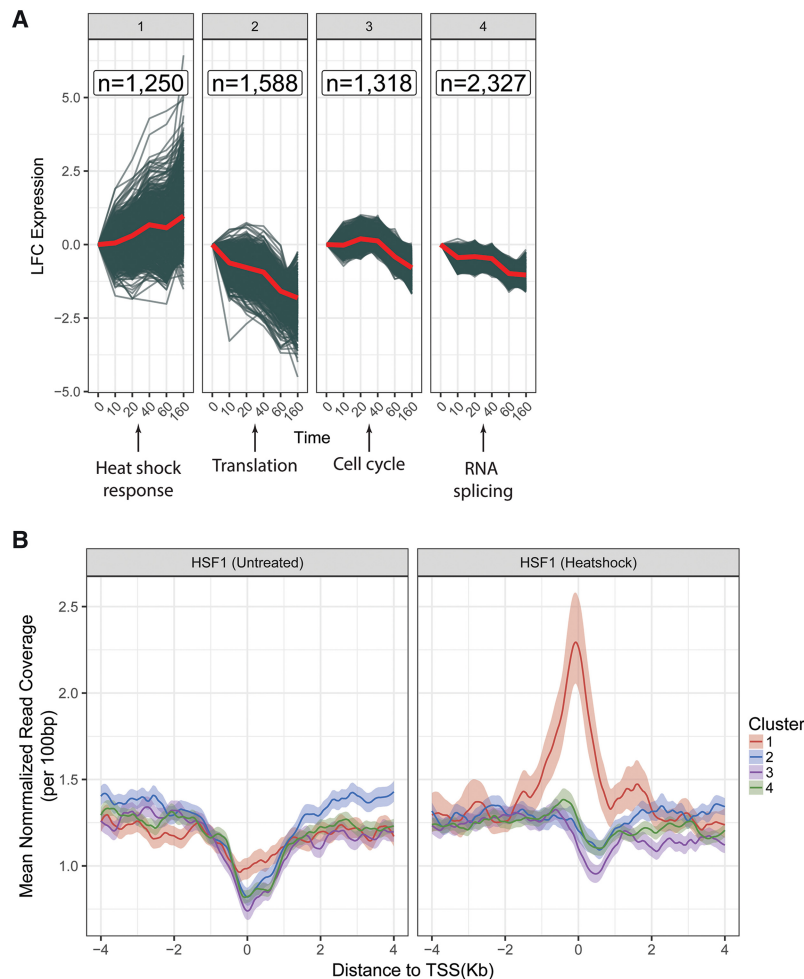 A
1 2 3 4
n=1,250 n=1,588 n=1,318 n=2,327
LFC Expression
5.0
2.5
0.0
−2.5
−5.0
0 10 20 40 60 160 0 10 20 40 60 160 0 10 20 40 60 160 0 10 20 40 60 160
Time
Heat shock
response
Translation
Cell cycle
RNA
splicing
B
HSF1 (Untreated) HSF1 (Heatshock)
Mean Nomrmalized Read Coverage
(per 100bp)
2.5
2.0
1.5
1.0
−4 −2 0 2 4 −4 −2 0 2 4
Distance to TSS(Kb)
Cluster
1
2
3
4